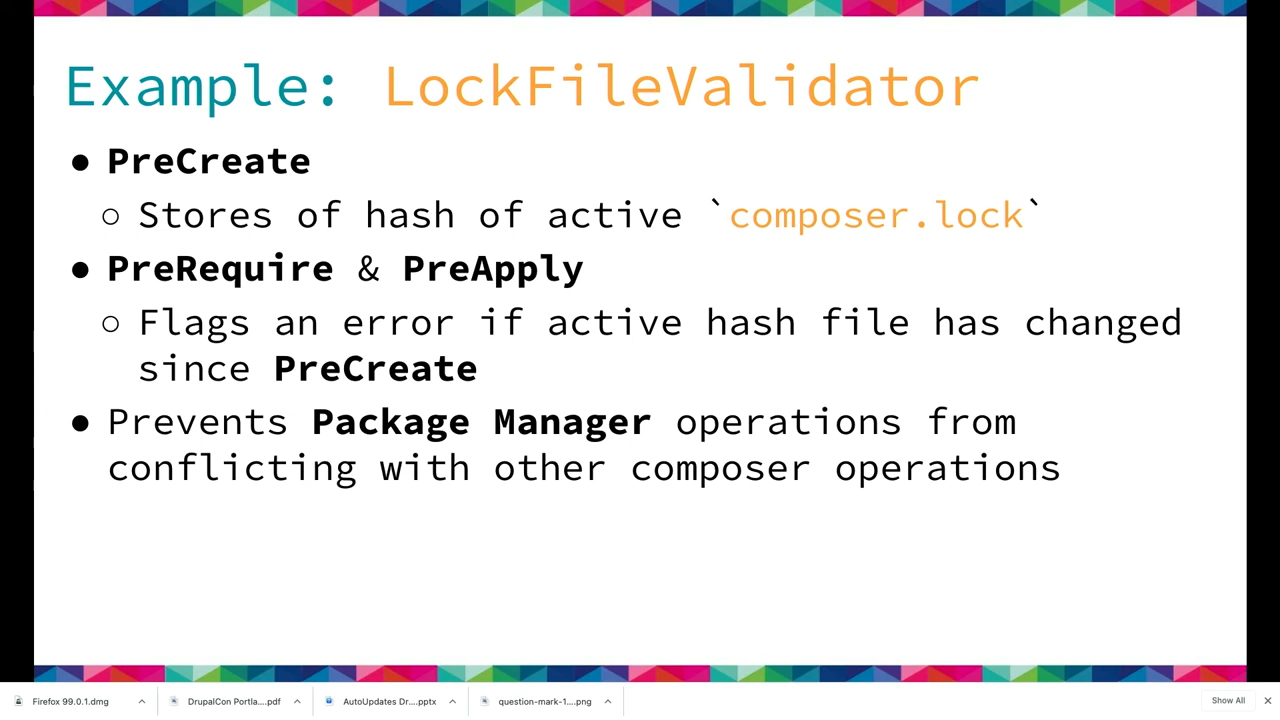 Example: LockFileValidator
● PreCreate
○ Stores of hash of active `composer.lock`
● PreRequire & PreApply
○ Flags an error if active hash file has changed
since PreCreate
● Prevents Package Manager operations from
conflicting with other composer operations
Firefox 99.0.1.dmg
DrupalCon Portla....pdf
AutoUpdates Dr....pptx
question-mark-1....png
Show All